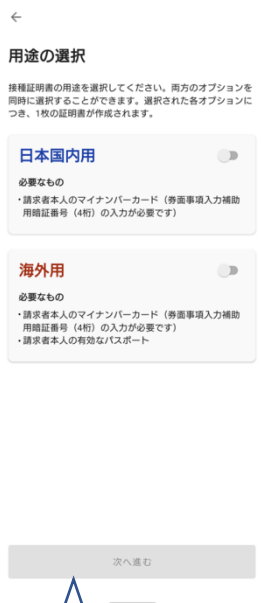 用途の選択
接種証明書の用途を選択してください。両方のオプションを
同時に選択することができます。選択された各オプションに
つき、1枚の証明書が作成されます。
日本国内用
必要なもの
・請求者本人のマイナンバーカード（券面事項入力補助
用暗証番号（4桁）の入力が必要です）
海外用
必要なもの
・請求者本人のマイナンバーカード（券面事項入力補助
用暗証番号（4桁）の入力が必要です）
・請求者本人の有効なパスポート
次へ進む